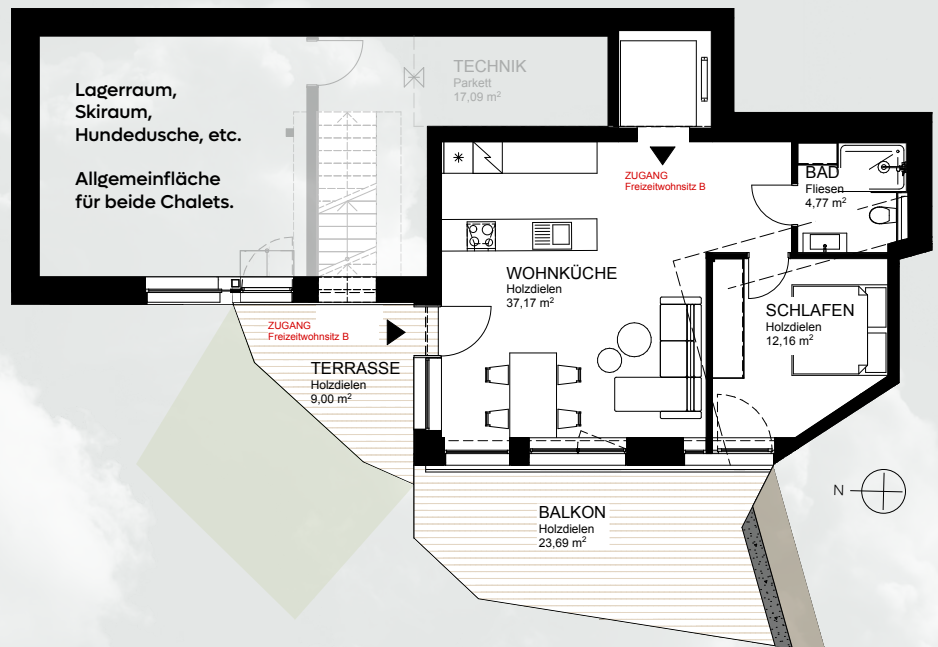 Lagerraum,
Skiraum,
Hundedusche, etc.
Allgemeinfläche
für beide Chalets.
TECHNIK
Parkett
17,09 m²
ZUGANG
Freizeitwohnsitz B
BAD
Fliesen
4,77 m²
WOHNKÜCHE
Holzdielen
37,17 m²
SCHLAFEN
Holzdielen
12,16 m²
ZUGANG
Freizeitwohnsitz B
TERRASSE
Holzdielen
9,00 m²
BALKON
Holzdielen
23,69 m²
N